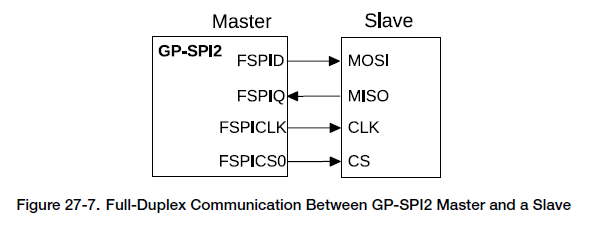 Master Slave
GP-SPI2
FSPID MOSI
FSPIQ MISO
FSPICLK CLK
FSPICS0 CS
Figure 27-7. Full-Duplex Communication Between GP-SPI2 Master and a Slave